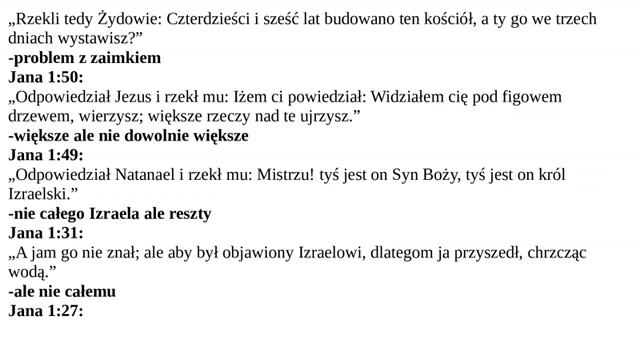 „Rzekli tedy Żydowie: Czterdzieści i sześć lat budowano ten kościół, a ty go we trzech
dniach wystawisz?”
-problem z zaimkiem
Jana 1:50:
„Odpowiedział Jezus i rzekł mu: Iżem ci powiedział: Widziałem cię pod figowem
drzewem, wierzysz; większe rzeczy nad te ujrzysz.”
-większe ale nie dowolnie większe
Jana 1:49:
„Odpowiedział Natanael i rzekł mu: Mistrzu! tyś jest on Syn Boży, tyś jest on król
Izraelski.”
-nie całego Izraela ale reszty
Jana 1:31:
„A jam go nie znał; ale aby był objawiony Izraelowi, dlategom ja przyszedł, chrzcząc
wodą.”
-ale nie całemu
Jana 1:27: